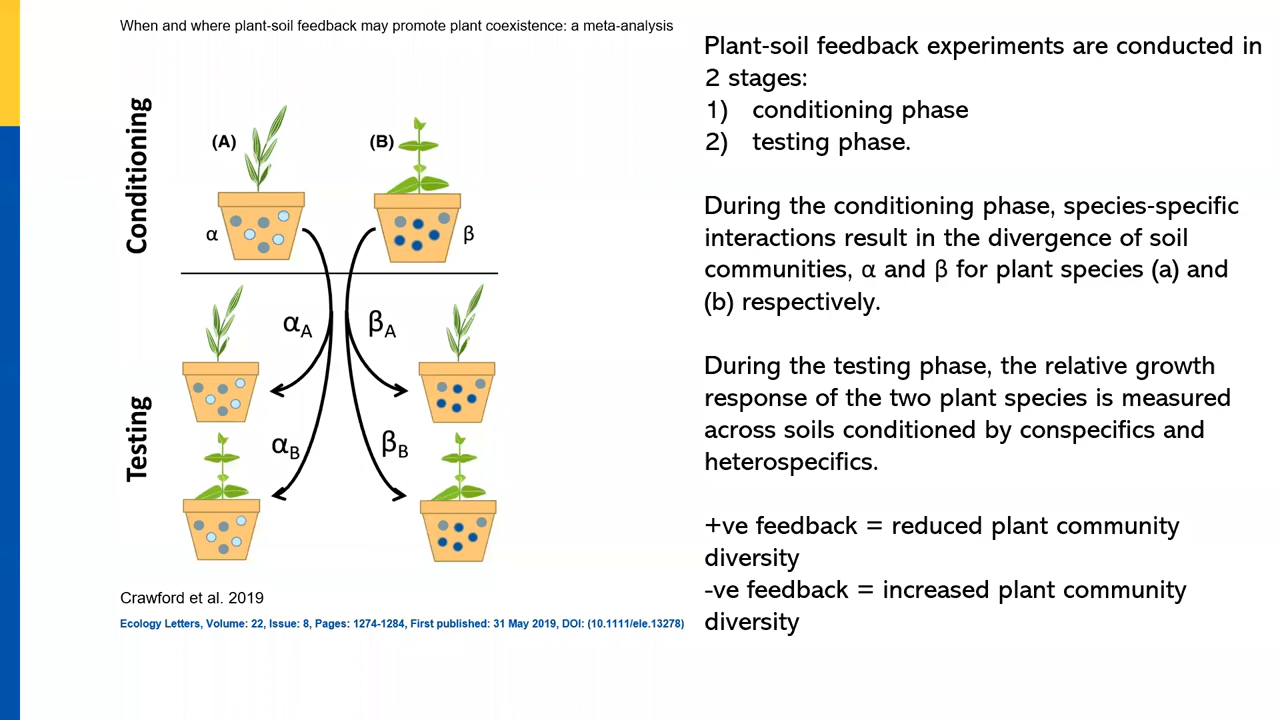 When and where plant-soil feedback may promote plant coexistence: a meta-analysis
Conditioning
(A)
(B)
α
β
Testing
αA
βA
αB
βB
Crawford et al. 2019
Ecology Letters, Volume: 22, Issue: 8, Pages: 1274-1284, First published: 31 May 2019, DOI: (10.1111/ele.13278)
Plant-soil feedback experiments are conducted in
2 stages:
1) conditioning phase
2) testing phase.
During the conditioning phase, species-specific
interactions result in the divergence of soil
communities, α and β for plant species (a) and
(b) respectively.
During the testing phase, the relative growth
response of the two plant species is measured
across soils conditioned by conspecifics and
heterospecifics.
+ve feedback = reduced plant community
diversity
-ve feedback = increased plant community
diversity